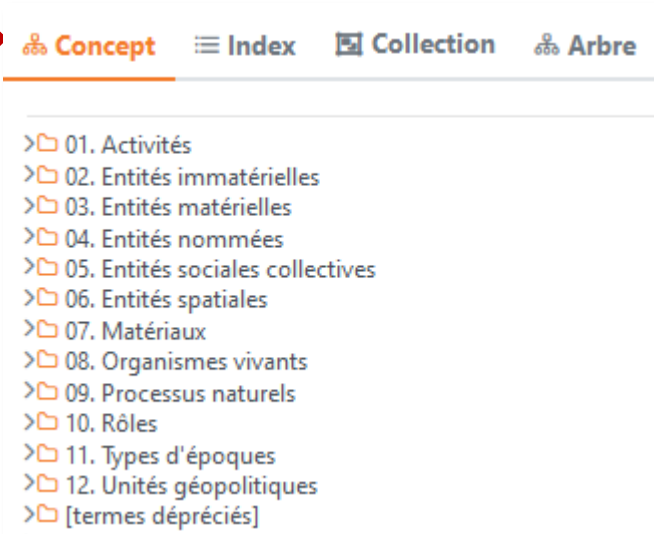 Concept Index Collection Arbre
01. Activités
02. Entités immatérielles
03. Entités matérielles
04. Entités nommées
05. Entités sociales collectives
06. Entités spatiales
07. Matériaux
08. Organismes vivants
09. Processus naturels
10. Rôles
11. Types d'époques
12. Unités géopolitiques
[termes dépréciés]